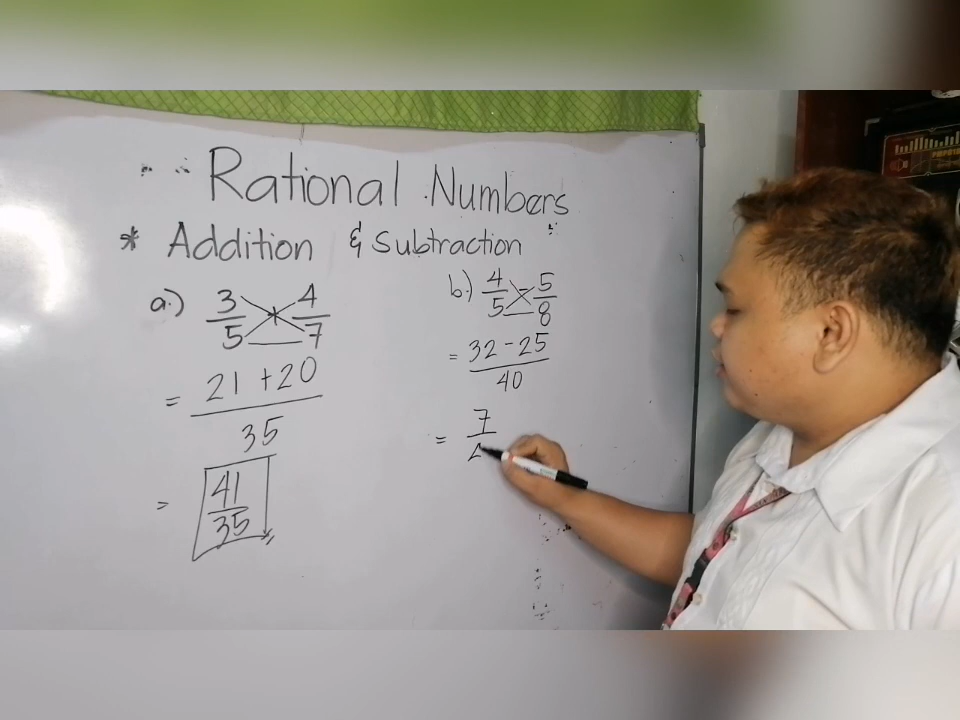 Rational Numbers
* Addition & Subtraction
a.) 3/5 + 4/7
= 21 + 20 / 35
= 41/35
b.) 4/5 - 5/8
= 32 - 25 / 40
= 7/4